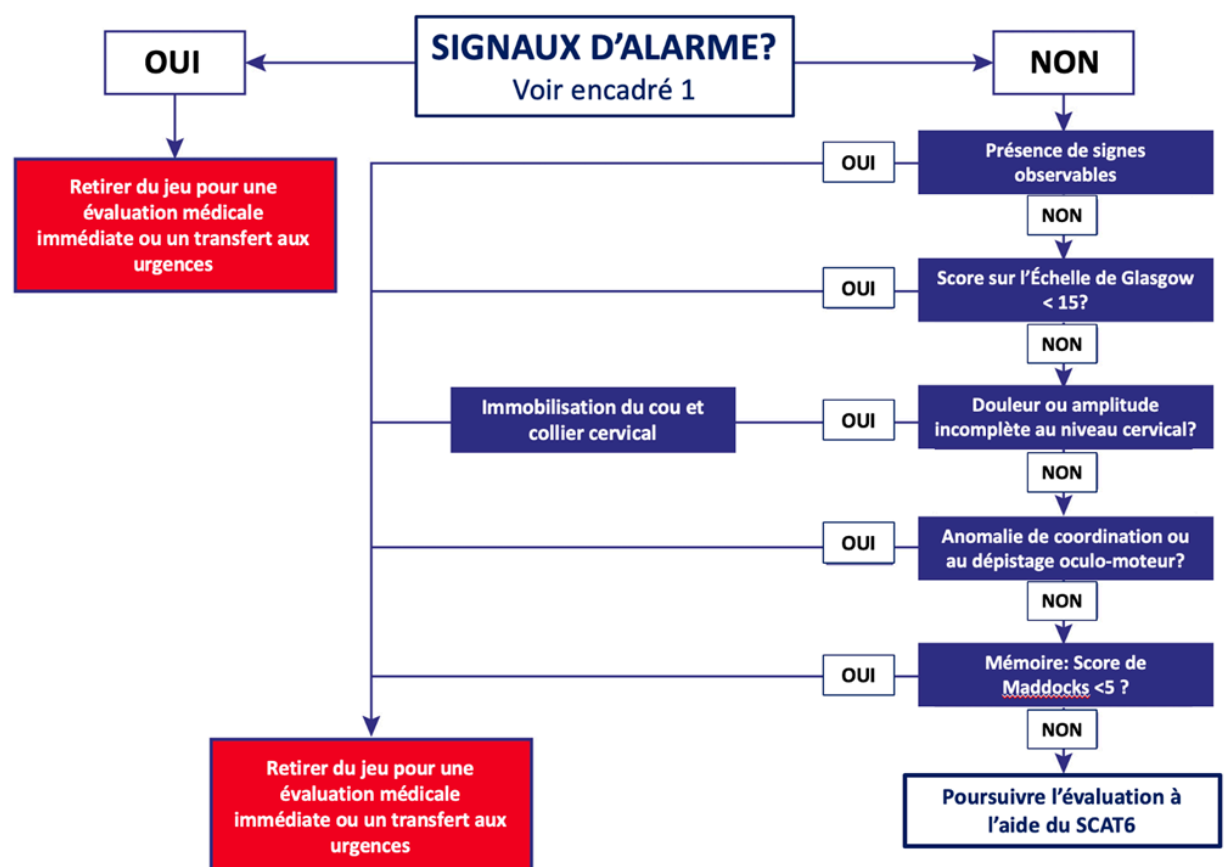 SIGNAUX D’ALARME?
Voir encadré 1
OUI
NON
Retirer du jeu pour une
évaluation médicale
immédiate ou un transfert aux
urgences
OUI
Présence de signes
observables
NON
OUI
Score sur l’Échelle de Glasgow
< 15?
NON
Immobilisation du cou et
collier cervical
OUI
Douleur ou amplitude
incomplète au niveau cervical?
NON
OUI
Anomalie de coordination ou
au dépistage oculo-moteur?
NON
OUI
Mémoire: Score de
Maddocks <5 ?
NON
Retirer du jeu pour une
évaluation médicale
immédiate ou un transfert aux
urgences
Poursuivre l’évaluation à
l’aide du SCAT6